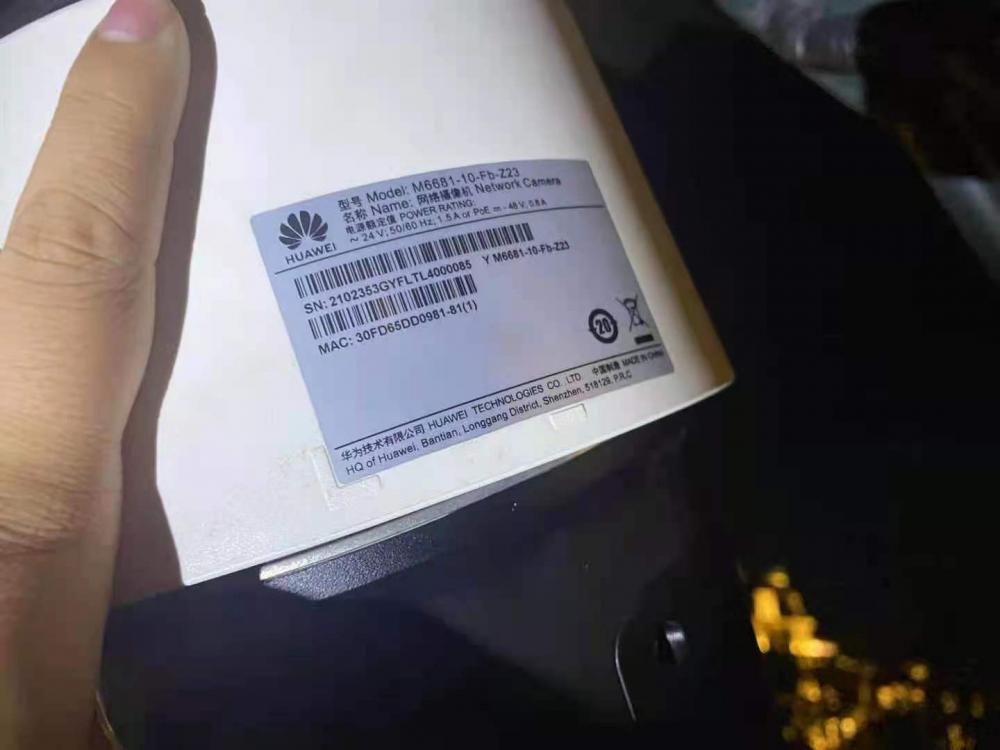 型号 Model: M6681-10-Fb-Z23
名称 Name: 网络摄像机 Network Camera
电源额定值 POWER RATING:
~ 24 V; 50/60 Hz; 1.5 A or PoE ⎓ 48 V, 0.8 A
HUAWEI
SN: 2102353GYFLTL4000085 Y M6681-10-Fb-Z23
MAC: 30FD65DD0981-81(1)
20
华为技术有限公司 HUAWEI TECHNOLOGIES CO., LTD. 中国制造 MADE IN CHINA
HQ of Huawei, Bantian, Longgang District, Shenzhen, 518129, P.R.C